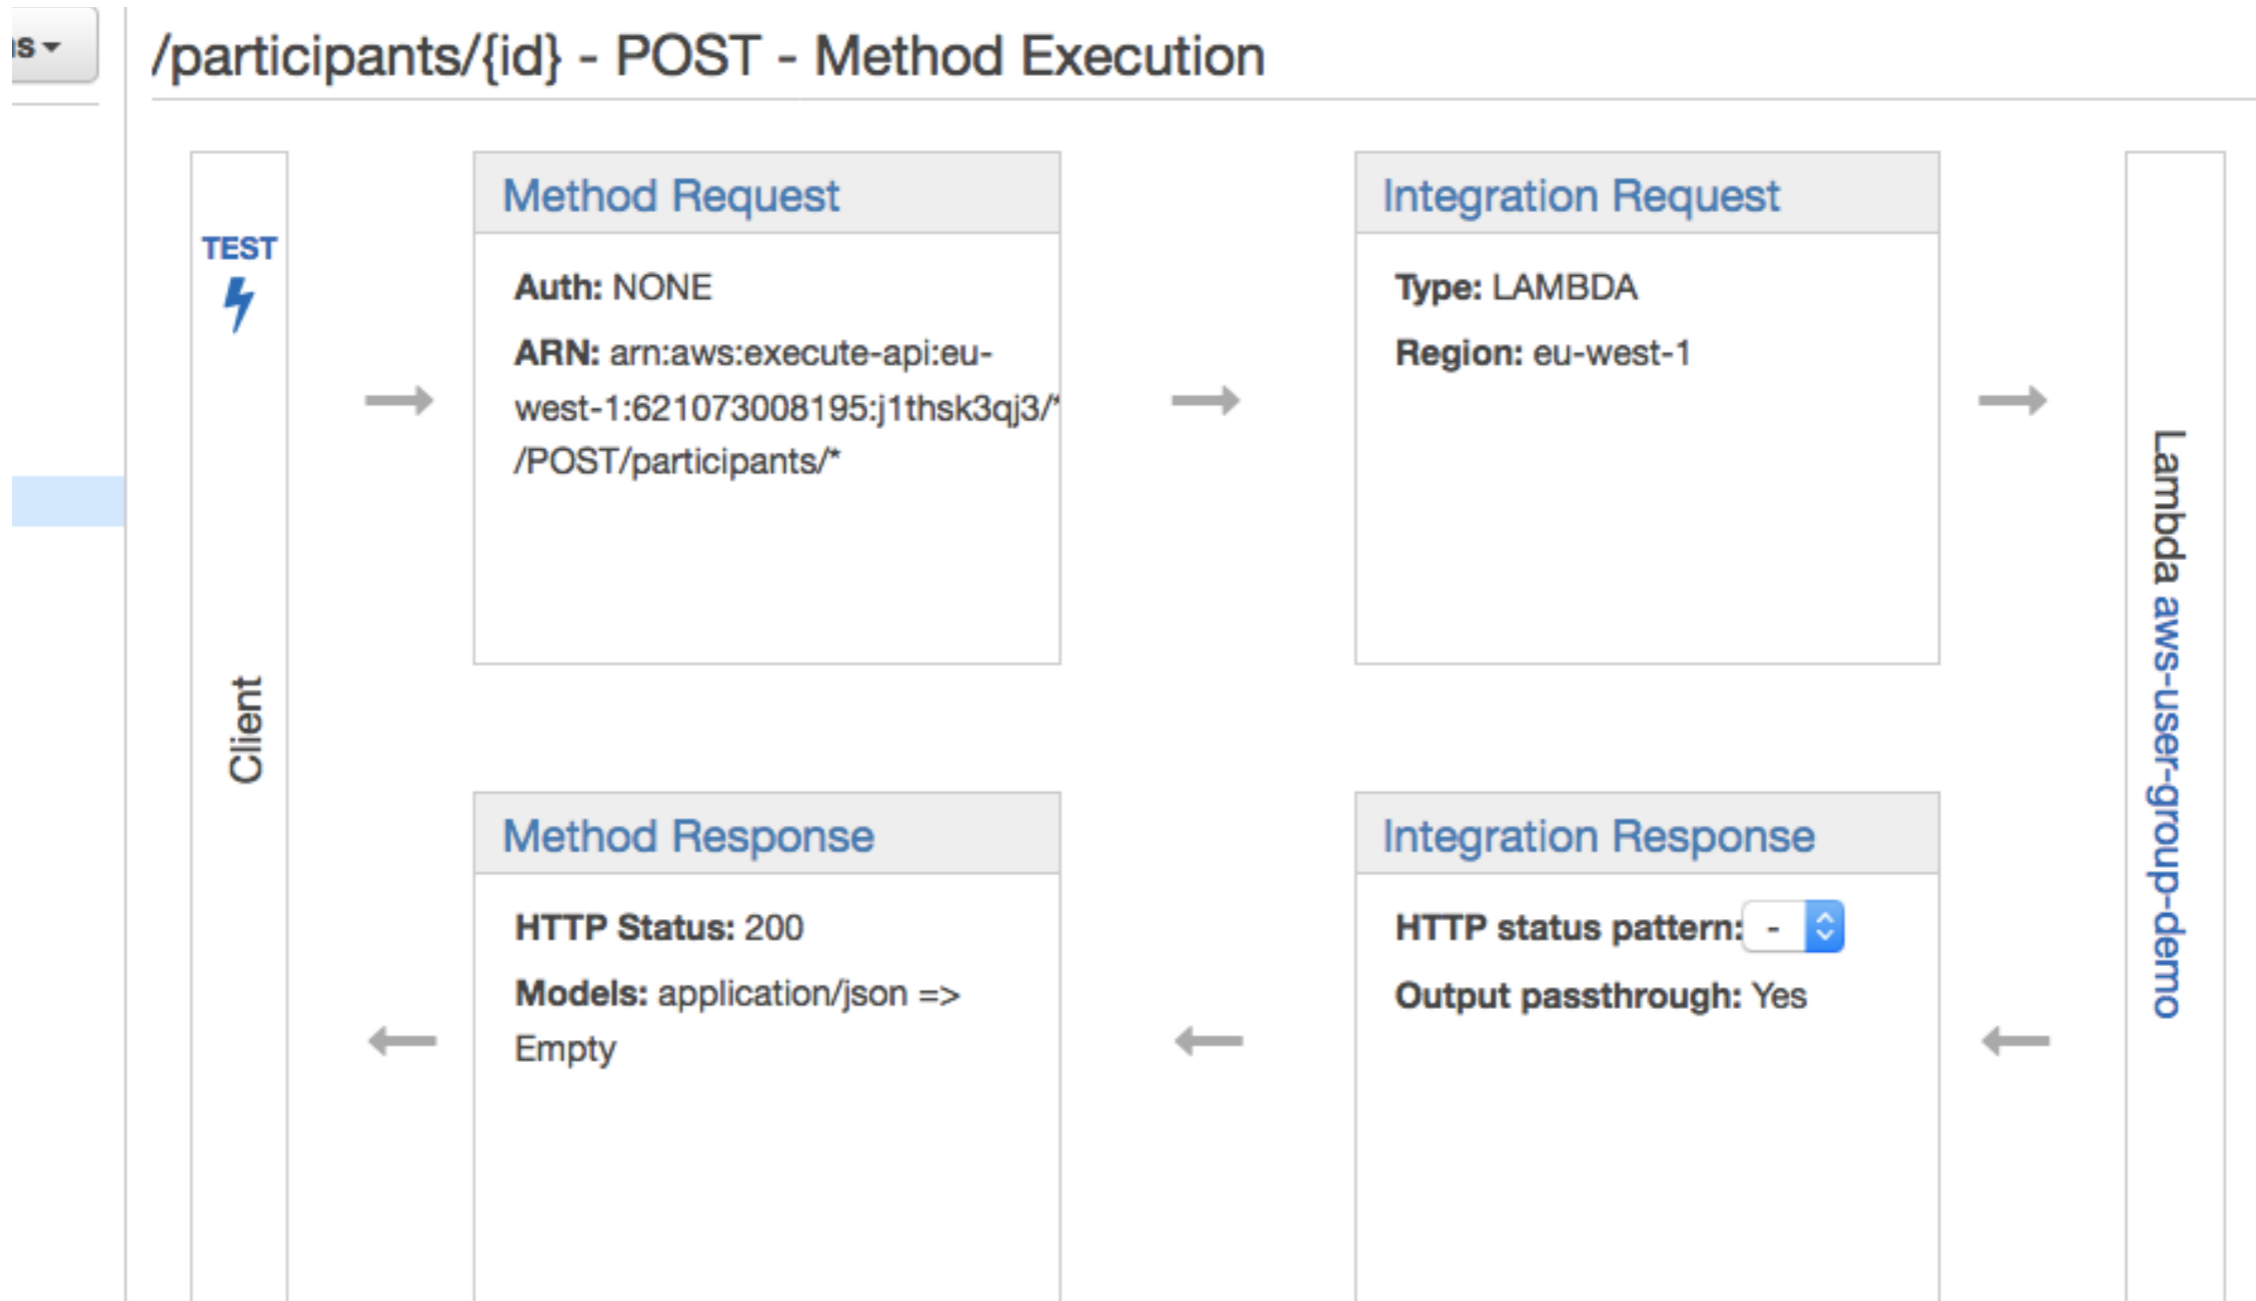 /participants/{id} - POST - Method Execution
TEST
Client
Method Request
Auth: NONE
ARN: arn:aws:execute-api:eu-
west-1:621073008195:j1thsk3qj3/*
/POST/participants/*
Integration Request
Type: LAMBDA
Region: eu-west-1
Lambda aws-user-group-demo
Method Response
HTTP Status: 200
Models: application/json =>
Empty
Integration Response
HTTP status pattern: -
Output passthrough: Yes